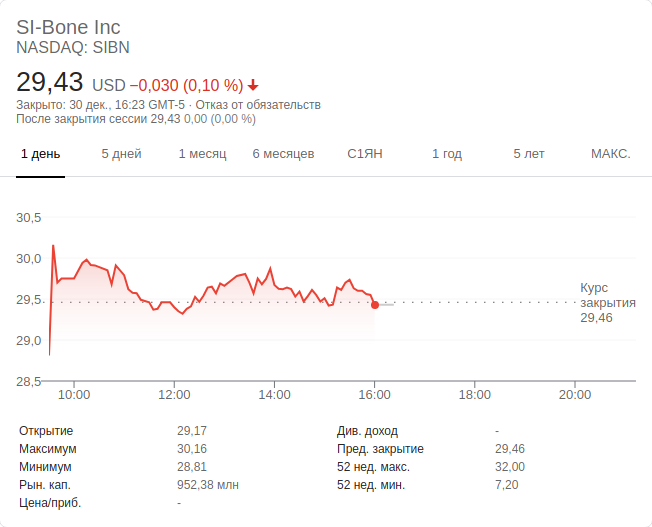 SI-Bone Inc
NASDAQ: SIBN
29,43 USD −0,030 (0,10 %)
Закрыто: 30 дек., 16:23 GMT-5 · Отказ от обязательств
После закрытия сессии 29,43 0,00 (0,00 %)
1 день 5 дней 1 месяц 6 месяцев С1ЯН 1 год 5 лет МАКС.
30,5
30,0
29,5
29,0
28,5
Курс
закрытия
29,46
10:00 12:00 14:00 16:00 18:00 20:00
Открытие 29,17 Див. доход -
Максимум 30,16 Пред. закрытие 29,46
Минимум 28,81 52 нед. макс. 32,00
Рын. кап. 952,38 млн 52 нед. мин. 7,20
Цена/приб. -